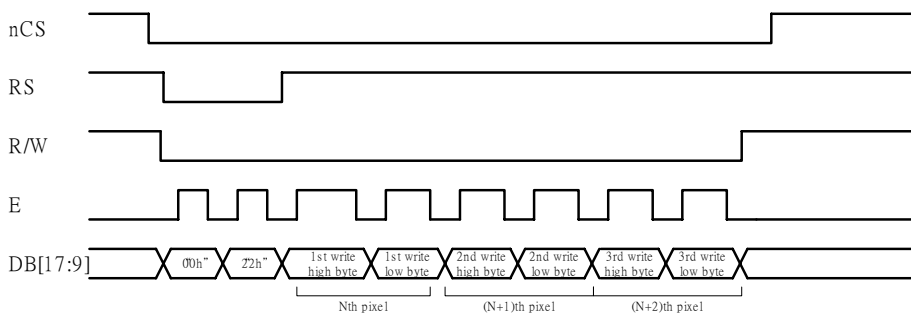 nCS
RS
R/W
E
DB[17:9]
"00h"
"22h"
1st write
high byte
1st write
low byte
2nd write
high byte
2nd write
low byte
3rd write
high byte
3rd write
low byte
Nth pixel
(N+1)th pixel
(N+2)th pixel